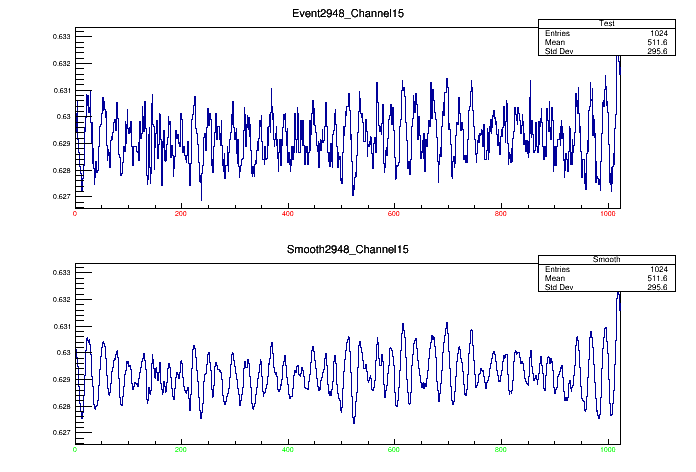 Event2948_Channel15
Test
Entries 1024
Mean 511.6
Std Dev 295.6
0.633
0.632
0.631
0.63
0.629
0.628
0.627
0 200 400 600 800 1000
Smooth2948_Channel15
Smooth
Entries 1024
Mean 511.6
Std Dev 295.6
0.633
0.632
0.631
0.63
0.629
0.628
0.627
0 200 400 600 800 1000